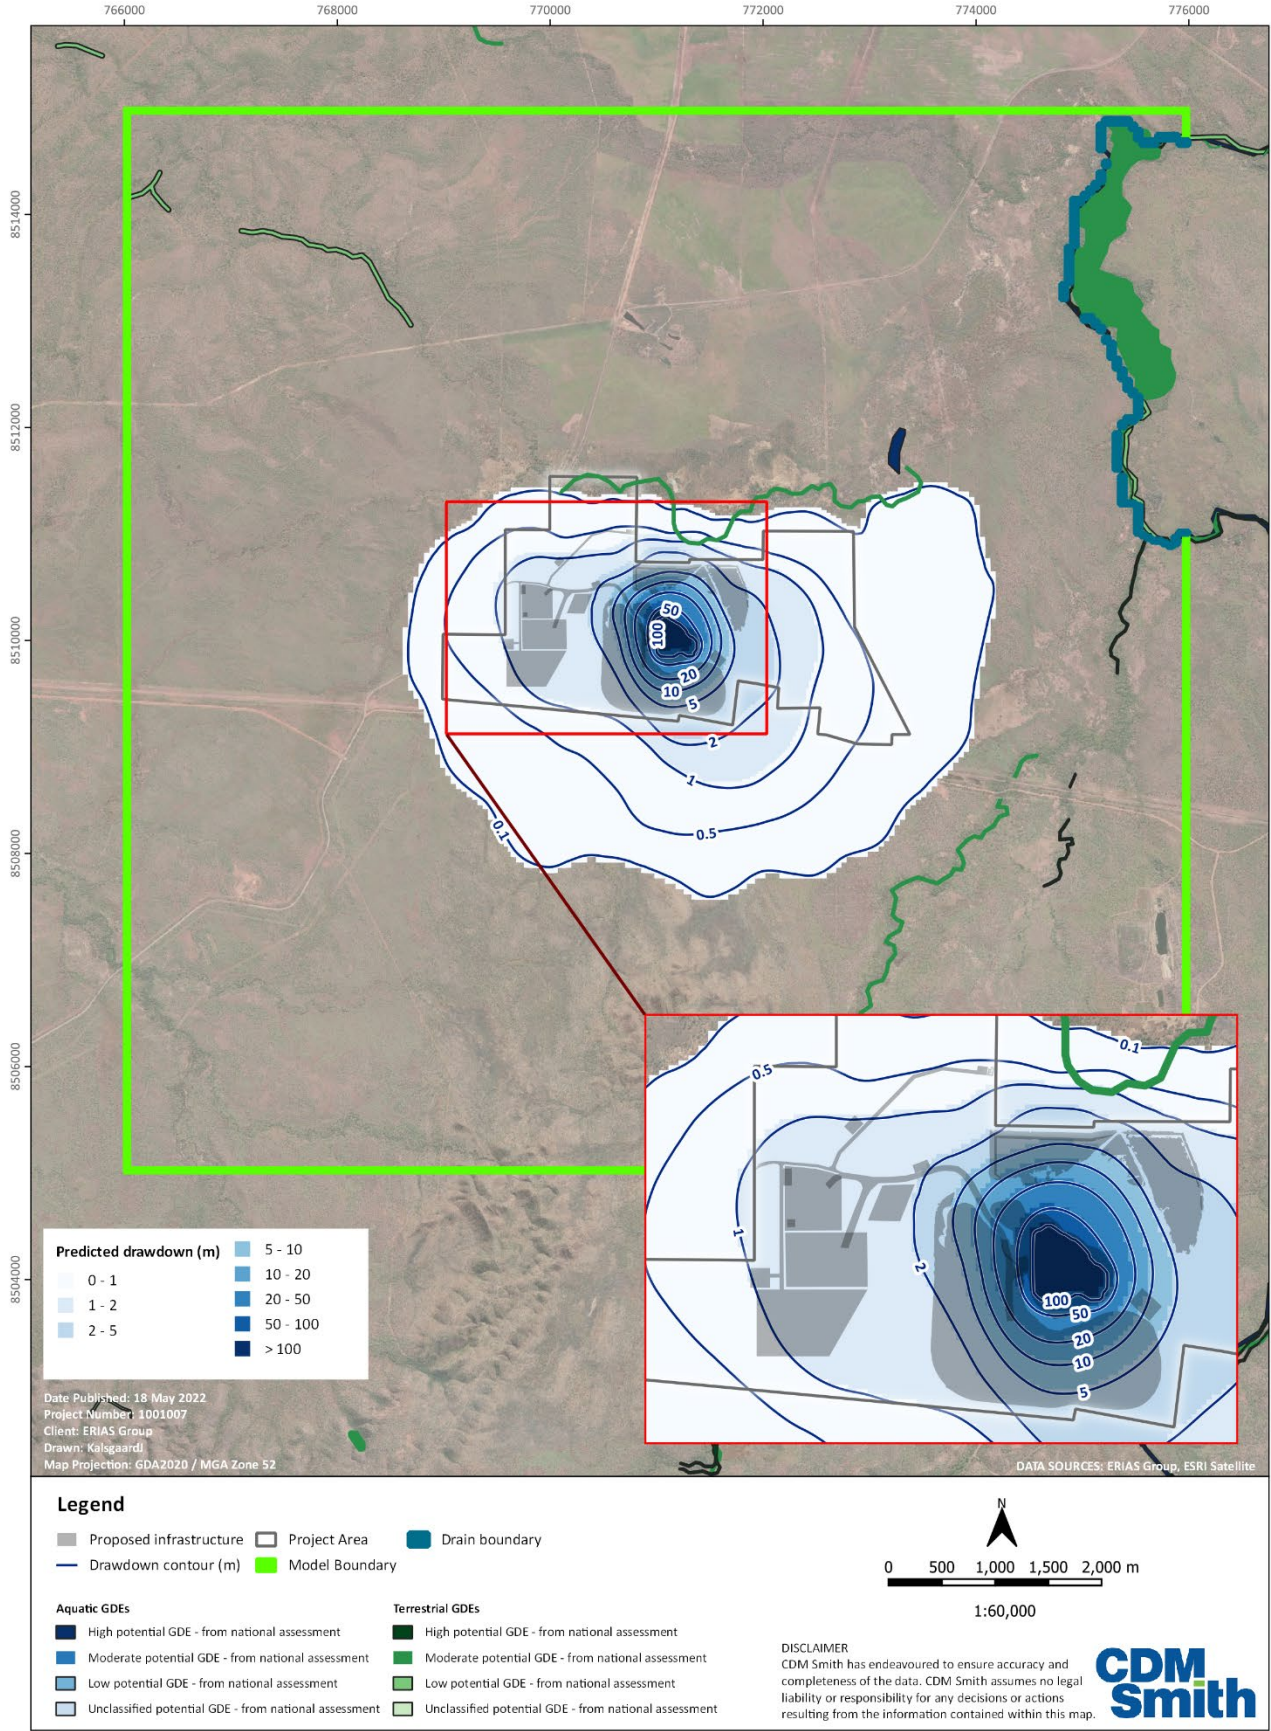 766000 768000 770000 772000 774000 776000
8514000
8512000
8510000
8508000
8506000
8504000
50
100
20
10
5
2
1
0.5
0.1
0.1
0.5
1
2
100
50
20
10
5
Predicted drawdown (m)
0 - 1
1 - 2
2 - 5
5 - 10
10 - 20
20 - 50
50 - 100
> 100
Date Published: 18 May 2022
Project Number: 1001007
Client: ERIAS Group
Drawn: KalsgaardJ
Map Projection: GDA2020 / MGA Zone 52
DATA SOURCES: ERIAS Group, ESRI Satellite
Legend
Proposed infrastructure Project Area Drain boundary
Drawdown contour (m) Model Boundary
Aquatic GDEs
High potential GDE - from national assessment
Moderate potential GDE - from national assessment
Low potential GDE - from national assessment
Unclassified potential GDE - from national assessment
Terrestrial GDEs
High potential GDE - from national assessment
Moderate potential GDE - from national assessment
Low potential GDE - from national assessment
Unclassified potential GDE - from national assessment
N
0 500 1,000 1,500 2,000 m
1:60,000
DISCLAIMER
CDM Smith has endeavoured to ensure accuracy and
completeness of the data. CDM Smith assumes no legal
liability or responsibility for any decisions or actions
resulting from the information contained within this map.
CDM
Smith